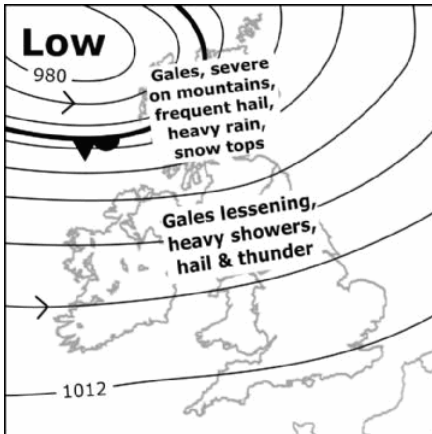 Low
980
Gales, severe
on mountains,
frequent hail,
heavy rain,
snow tops
Gales lessening,
heavy showers,
hail & thunder
1012